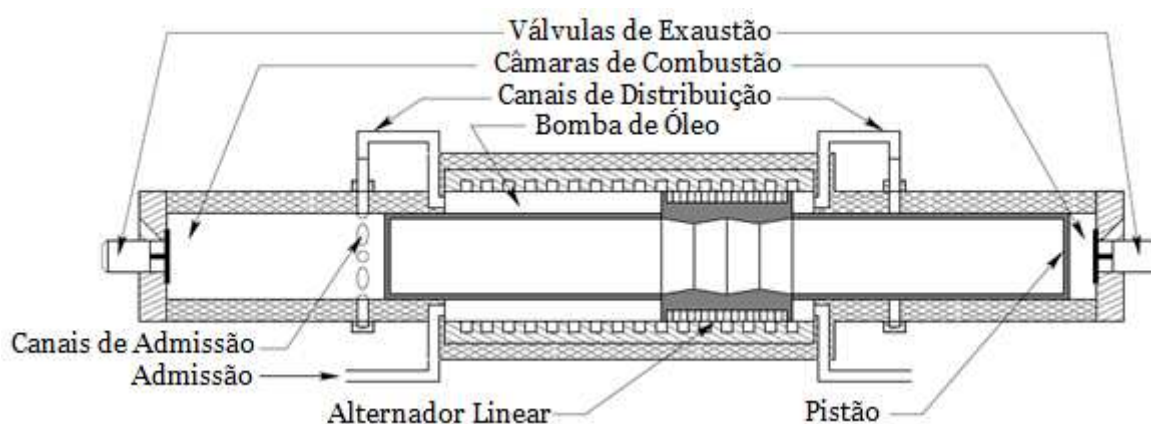 Válvulas de Exaustão
Câmaras de Combustão
Canais de Distribuição
Bomba de Óleo
Canais de Admissão
Admissão
Alternador Linear
Pistão